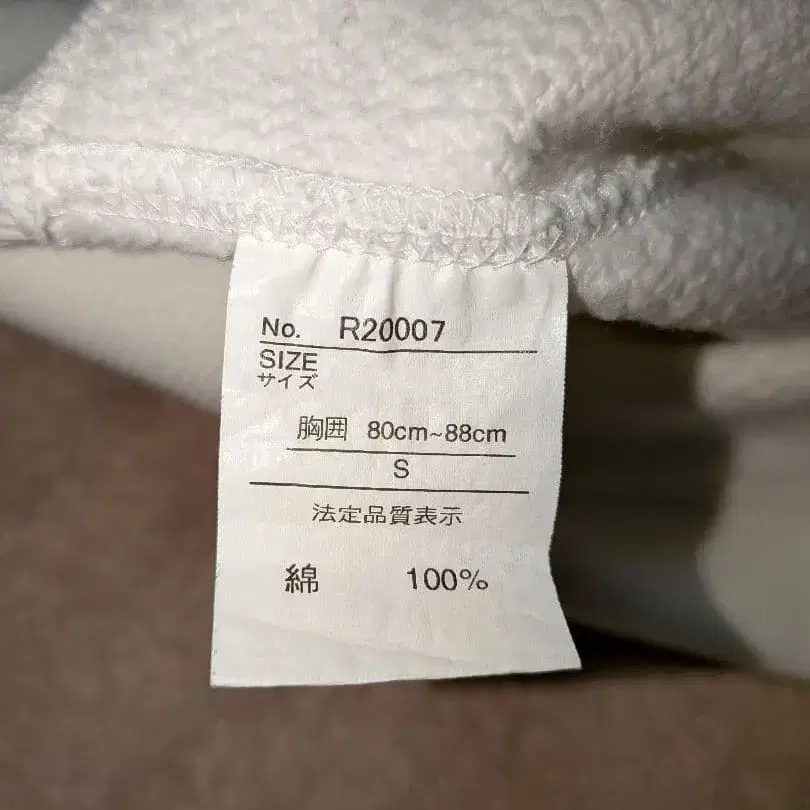 No. R20007
SIZE
サイズ
胸囲 80cm~88cm
S
法定品質表示
綿 100%